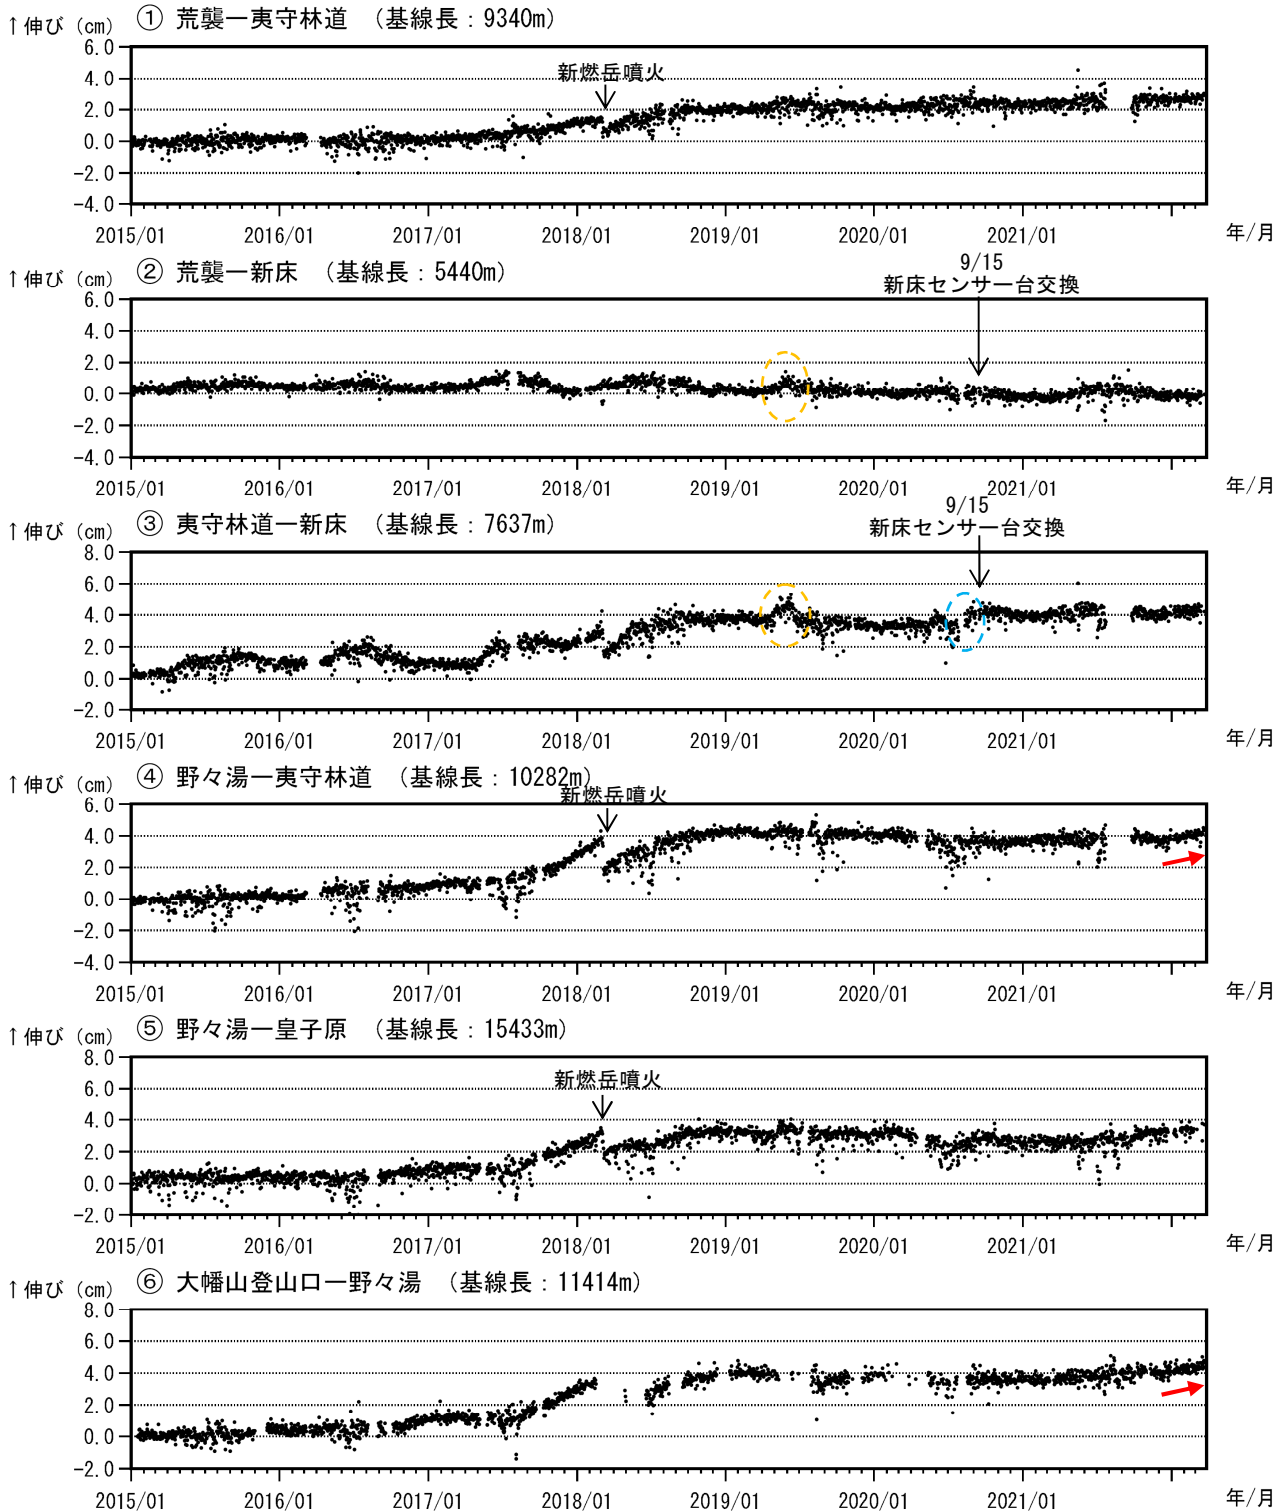 ↑伸び (cm) ① 荒襲―夷守林道 (基線長:9340m)
新燃岳噴火
6.0
4.0
2.0
0.0
-2.0
-4.0
2015/01 2016/01 2017/01 2018/01 2019/01 2020/01 2021/01 年/月
↑伸び (cm) ② 荒襲―新床 (基線長:5440m)
9/15
新床センサー台交換
6.0
4.0
2.0
0.0
-2.0
-4.0
2015/01 2016/01 2017/01 2018/01 2019/01 2020/01 2021/01 年/月
↑伸び (cm) ③ 夷守林道―新床 (基線長:7637m)
9/15
新床センサー台交換
8.0
6.0
4.0
2.0
0.0
-2.0
2015/01 2016/01 2017/01 2018/01 2019/01 2020/01 2021/01 年/月
↑伸び (cm) ④ 野々湯―夷守林道 (基線長:10282m)
新燃岳噴火
6.0
4.0
2.0
0.0
-2.0
-4.0
2015/01 2016/01 2017/01 2018/01 2019/01 2020/01 2021/01 年/月
↑伸び (cm) ⑤ 野々湯―皇子原 (基線長:15433m)
新燃岳噴火
8.0
6.0
4.0
2.0
0.0
-2.0
2015/01 2016/01 2017/01 2018/01 2019/01 2020/01 2021/01 年/月
↑伸び (cm) ⑥ 大幡山登山口―野々湯 (基線長:11414m)
8.0
6.0
4.0
2.0
0.0
-2.0
2015/01 2016/01 2017/01 2018/01 2019/01 2020/01 2021/01 年/月